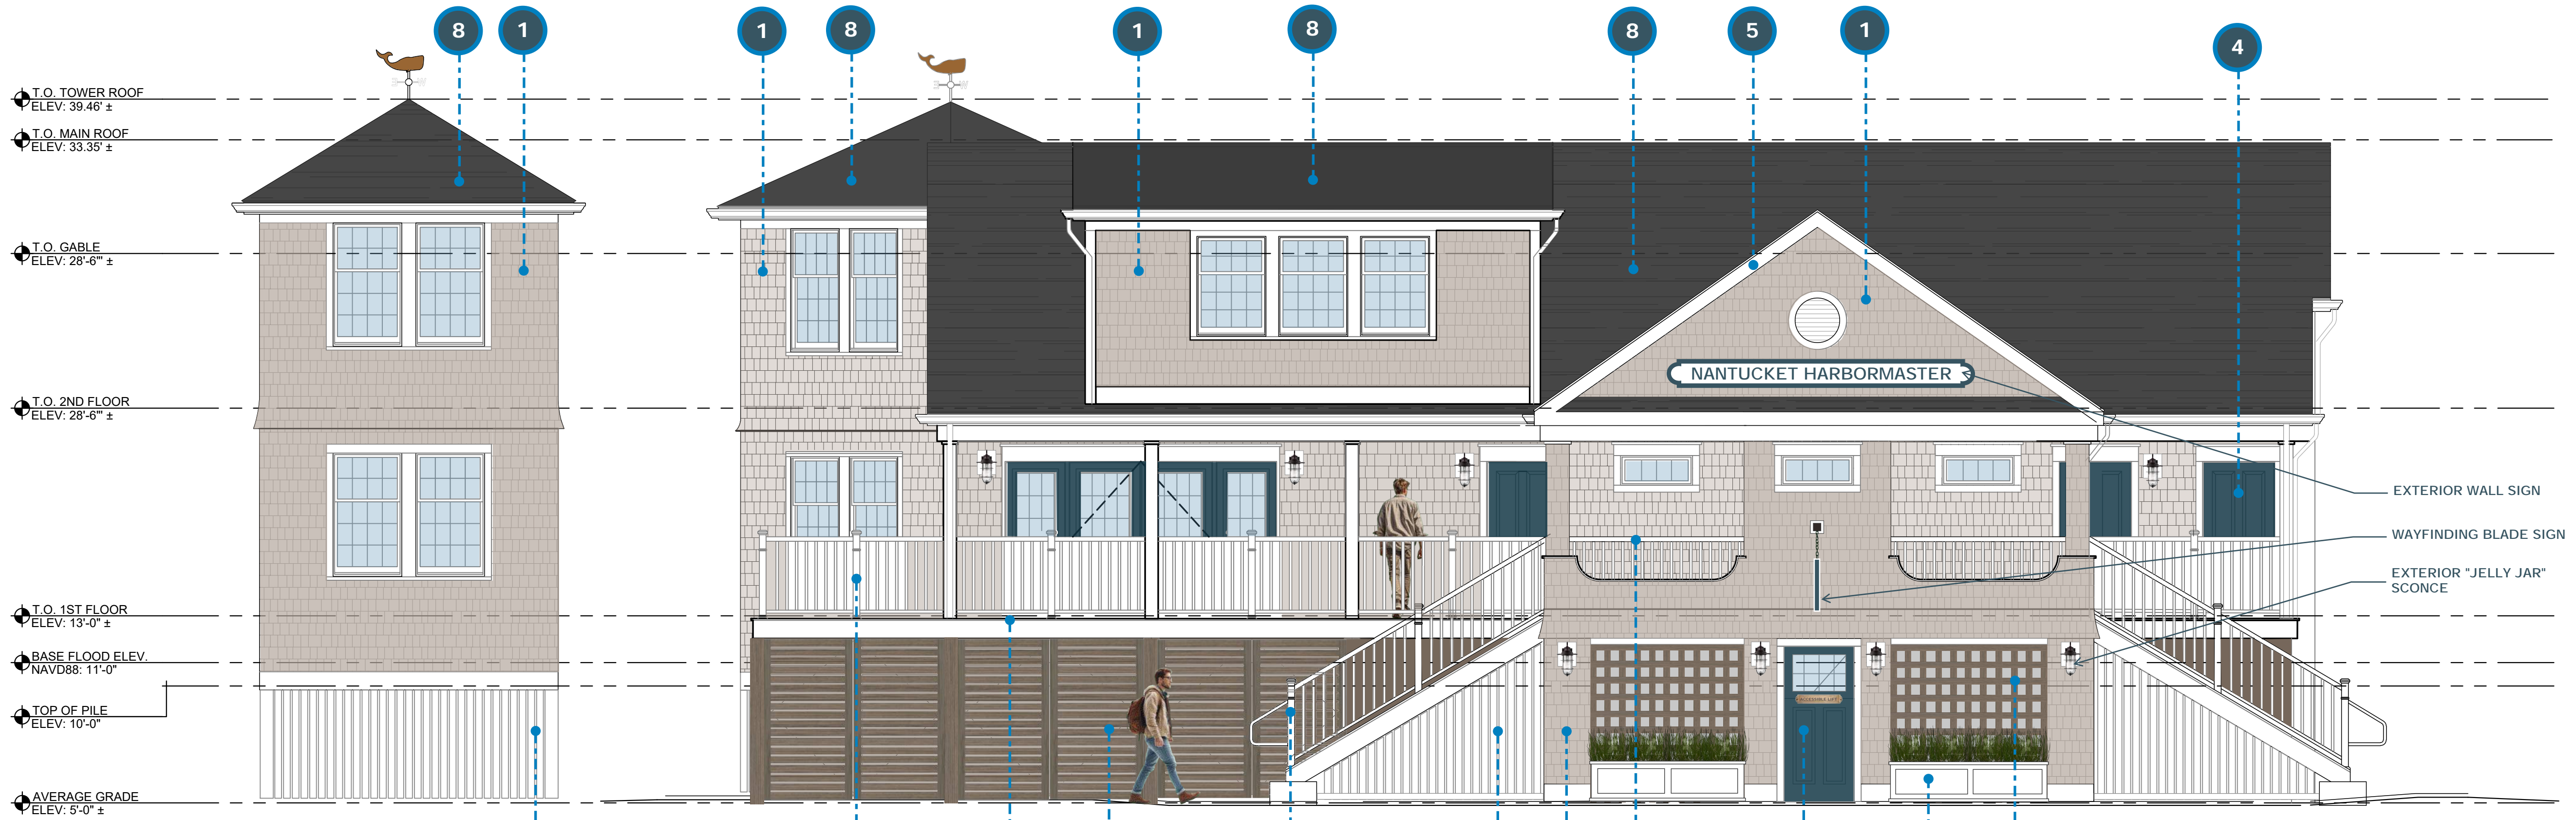 8
1
1
8
1
8
8
5
1
4
T.O. TOWER ROOF
ELEV: 39.46' ±
T.O. MAIN ROOF
ELEV: 33.35' ±
T.O. GABLE
ELEV: 28'-6"' ±
NANTUCKET HARBORMASTER
T.O. 2ND FLOOR
ELEV: 28'-6"' ±
EXTERIOR WALL SIGN
WAYFINDING BLADE SIGN
EXTERIOR "JELLY JAR"
SCONCE
T.O. 1ST FLOOR
ELEV: 13'-0" ±
BASE FLOOD ELEV.
NAVD88: 11'-0"
ACCESSIBLE LIFT
TOP OF PILE
ELEV: 10'-0"
AVERAGE GRADE
ELEV: 5'-0" ±